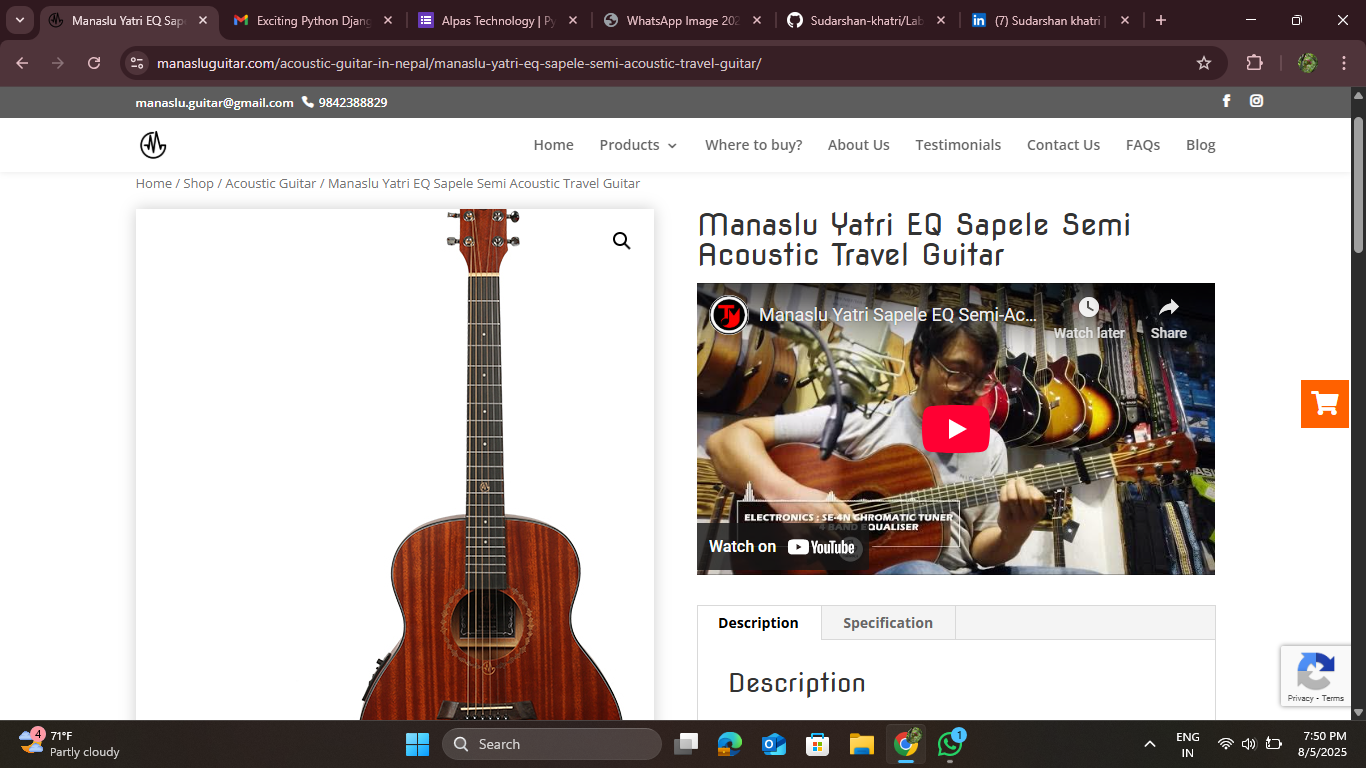 Manaslu YATRI EQ Sape
Exciting Python Djang
Alpas Technology | Py
WhatsApp Image 202
Sudarshan-khatri/Lab
(7) Sudarshan khatri |
manasluguitar.com/acoustic-guitar-in-nepal/manaslu-yatri-eq-sapele-semi-acoustic-travel-guitar/
manaslu.guitar@gmail.com 9842388829
Home Products Where to buy? About Us Testimonials Contact Us FAQs Blog
Home / Shop / Acoustic Guitar / Manaslu Yatri EQ Sapele Semi Acoustic Travel Guitar
Manaslu Yatri EQ Sapele Semi
Acoustic Travel Guitar
Manaslu Yatri Sapele EQ Semi-Ac...
Watch later
Share
ELECTRONICS : SE-4N CHROMATIC TUNER
4 BAND EQUALISER
Watch on YouTube
Description Specification
Description
Privacy - Terms
4
71°F
Partly cloudy
Search
1
ENG
IN
7:50 PM
8/5/2025